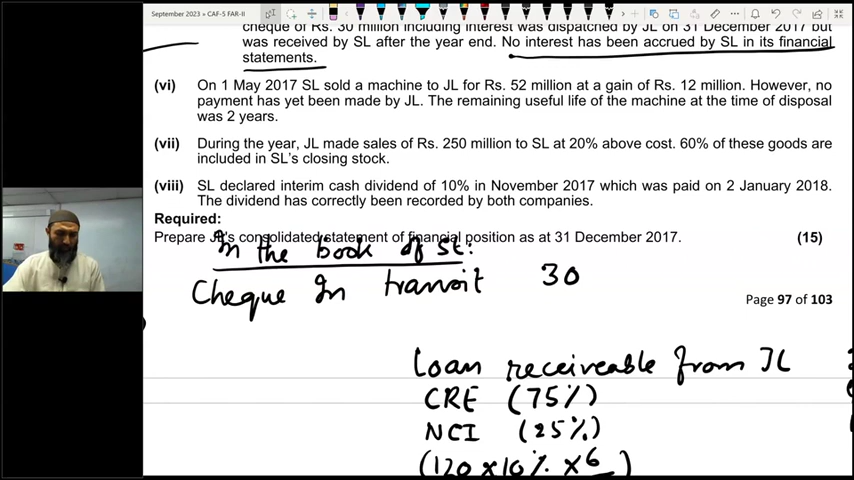 September 2023 » CAF-5 FAR-II
cheque of Rs. 30 million including interest was dispatched by JL on 31 December 2017 but
was received by SL after the year end. No interest has been accrued by SL in its financial
statements.
(vi) On 1 May 2017 SL sold a machine to JL for Rs. 52 million at a gain of Rs. 12 million. However, no
payment has yet been made by JL. The remaining useful life of the machine at the time of disposal
was 2 years.
(vii) During the year, JL made sales of Rs. 250 million to SL at 20% above cost. 60% of these goods are
included in SL's closing stock.
(viii) SL declared interim cash dividend of 10% in November 2017 which was paid on 2 January 2018.
The dividend has correctly been recorded by both companies.
Required:
Prepare JL's consolidated statement of financial position as at 31 December 2017. (15)
In the book of SL:
Cheque In transit 30
Page 97 of 103
Loan receiveable from JL
CRE (75%)
NCI (25%)
(120 x 10% x 6 )